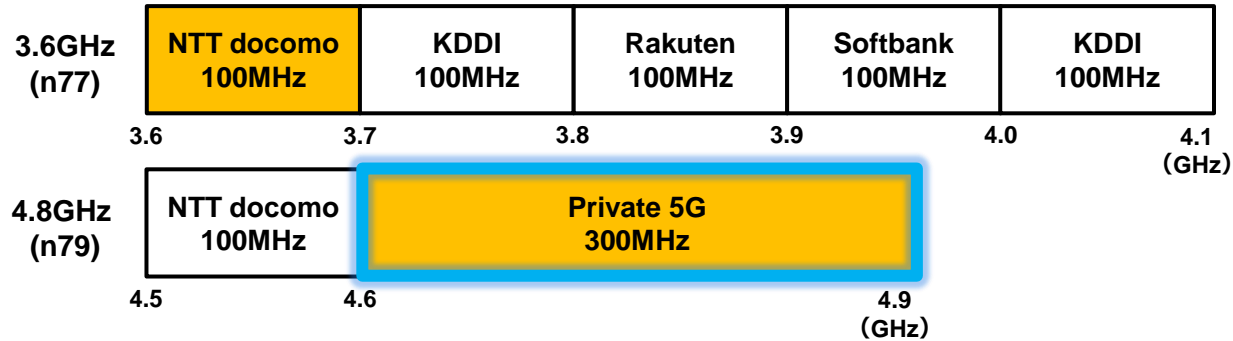 3.6GHz
(n77)
NTT docomo
100MHz
KDDI
100MHz
Rakuten
100MHz
Softbank
100MHz
KDDI
100MHz
3.6
3.7
3.8
3.9
4.0
4.1
（GHz）
4.8GHz
(n79)
NTT docomo
100MHz
Private 5G
300MHz
4.5
4.6
4.9
（GHz）